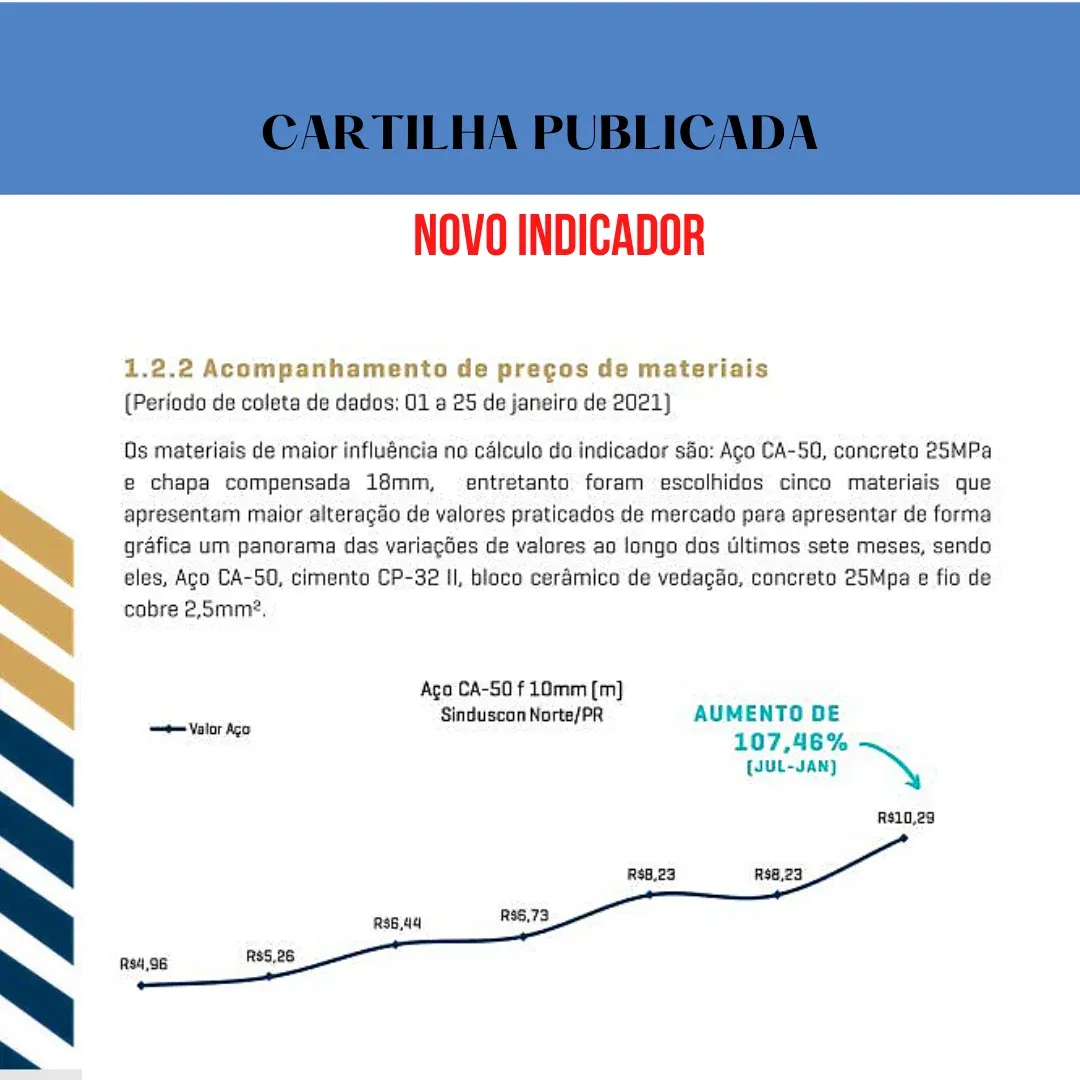 CARTILHA PUBLICADA
NOVO INDICADOR
1.2.2 Acompanhamento de preços de materiais
(Período de coleta de dados: 01 a 25 de janeiro de 2021)
Os materiais de maior influência no cálculo do indicador são: Aço CA-50, concreto 25MPa
e chapa compensada 18mm, entretanto foram escolhidos cinco materiais que
apresentam maior alteração de valores praticados de mercado para apresentar de forma
gráfica um panorama das variações de valores ao longo dos últimos sete meses, sendo
eles, Aço CA-50, cimento CP-32 II, bloco cerâmico de vedação, concreto 25Mpa e fio de
cobre 2,5mm².
Aço CA-50 f 10mm (m)
Sinduscon Norte/PR
Valor Aço
AUMENTO DE
107,46%
(JUL-JAN)
R$4,96
R$5,26
R$6,44
R$6,73
R$8,23
R$8,23
R$10,29